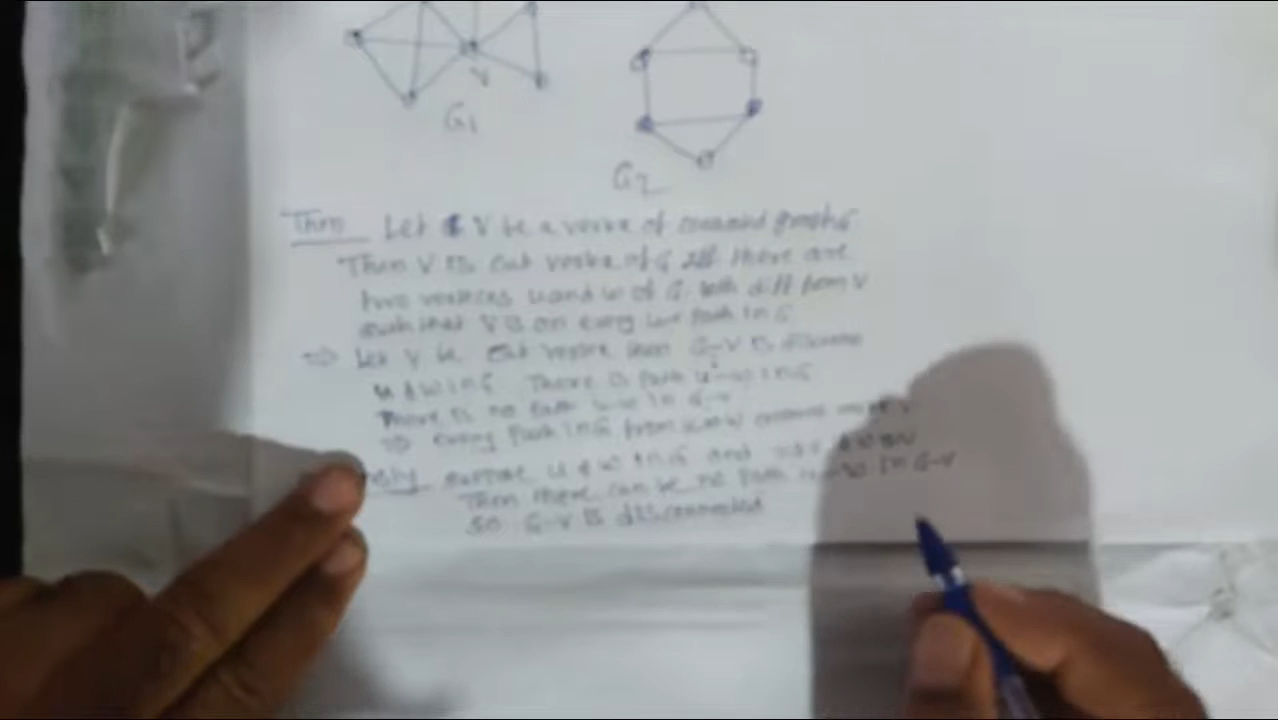 V
G1
G2
Thm Let V be a vertex of connected graph G.
Then V is cut vertex of G iff there are
two vertices u and w of G, both diff from V
such that V is on every u-w path in G
⇒ Let V be cut vertex then G-V is
u & w in G. There is path u-w in G
There is no path u-w in G-V
⇒ every path in G from u to w contains
suppose u & w in G and
Then there can be no path in G-V
so G-V is disconnected